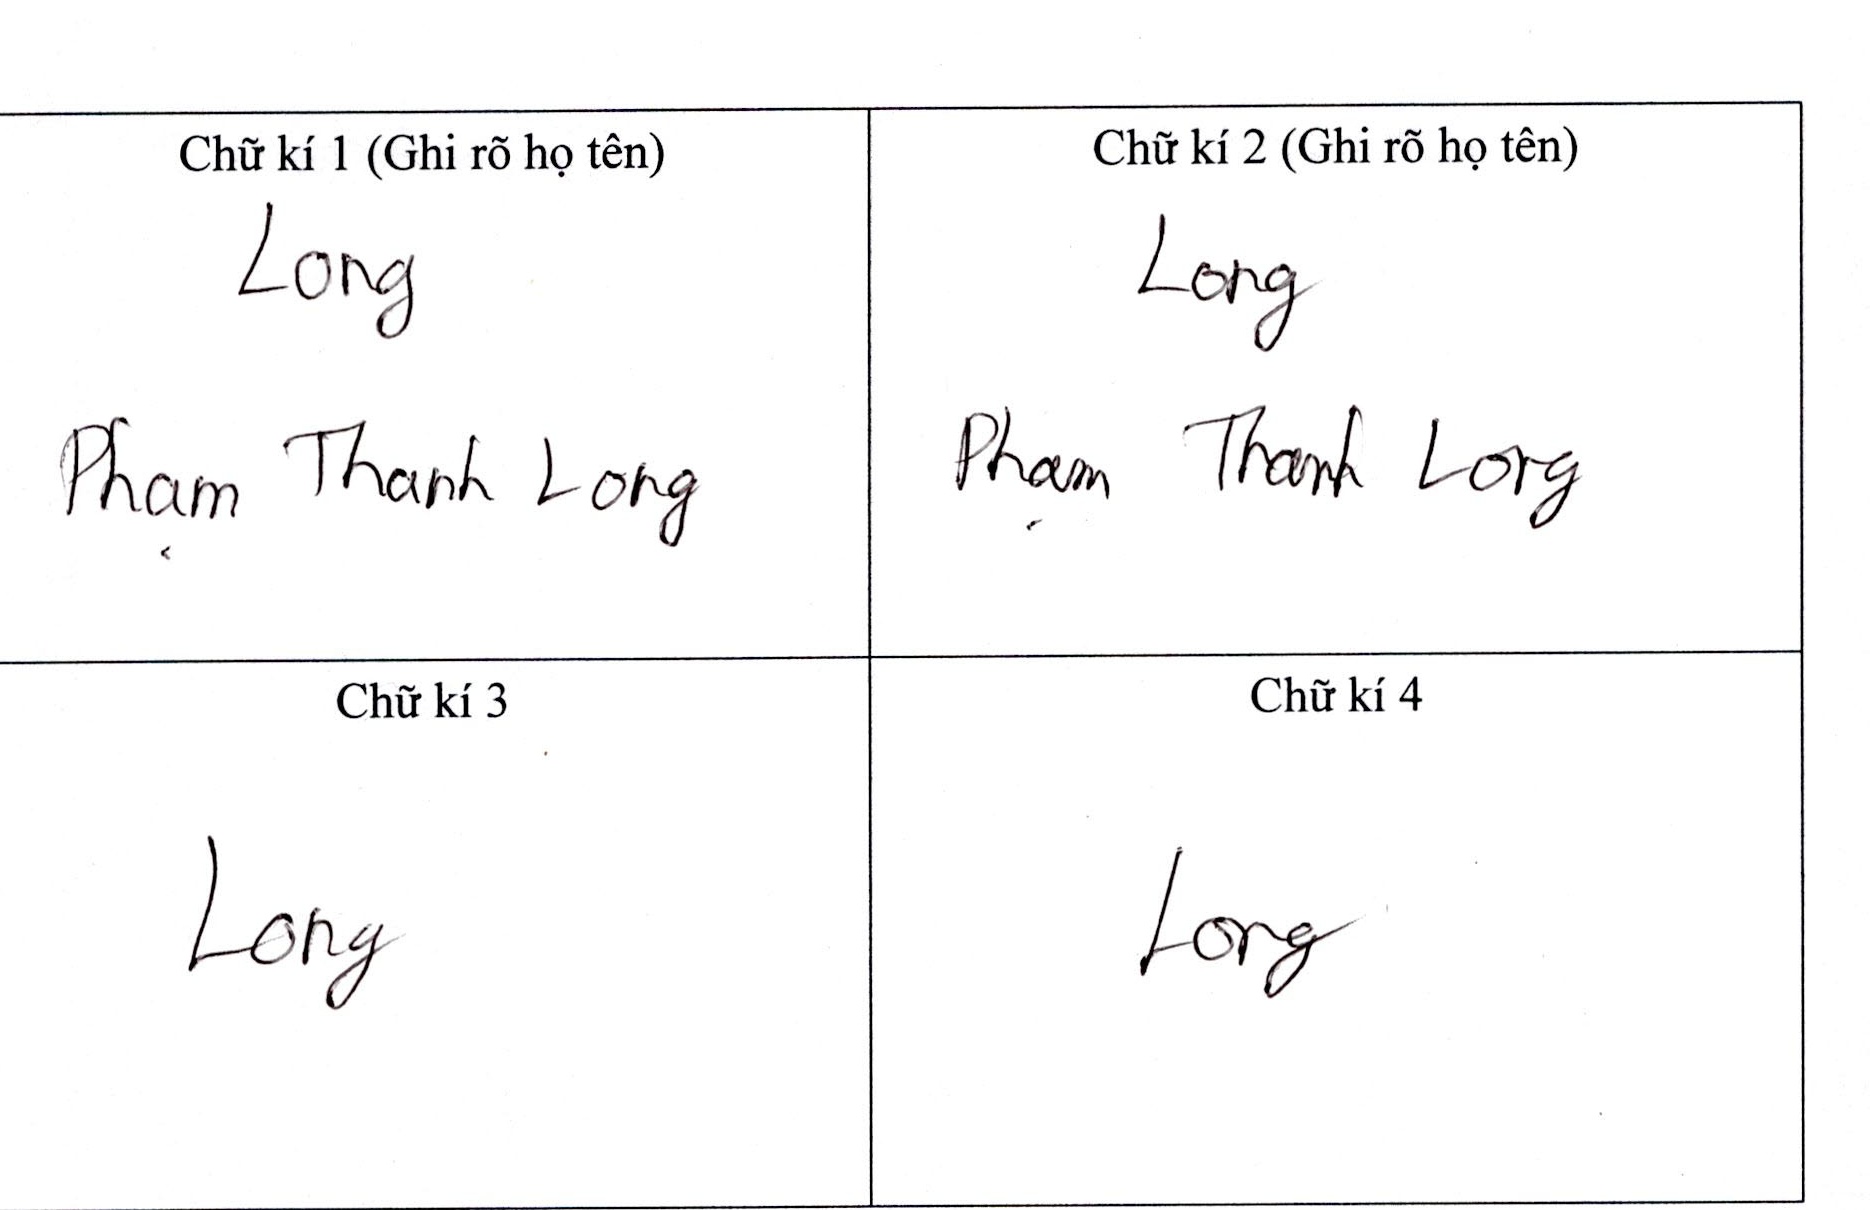 Chữ kí 1 (Ghi rõ họ tên)
Long
Phạm Thanh Long
Chữ kí 2 (Ghi rõ họ tên)
Long
Phạm Thanh Long
Chữ kí 3
Long
Chữ kí 4
Long